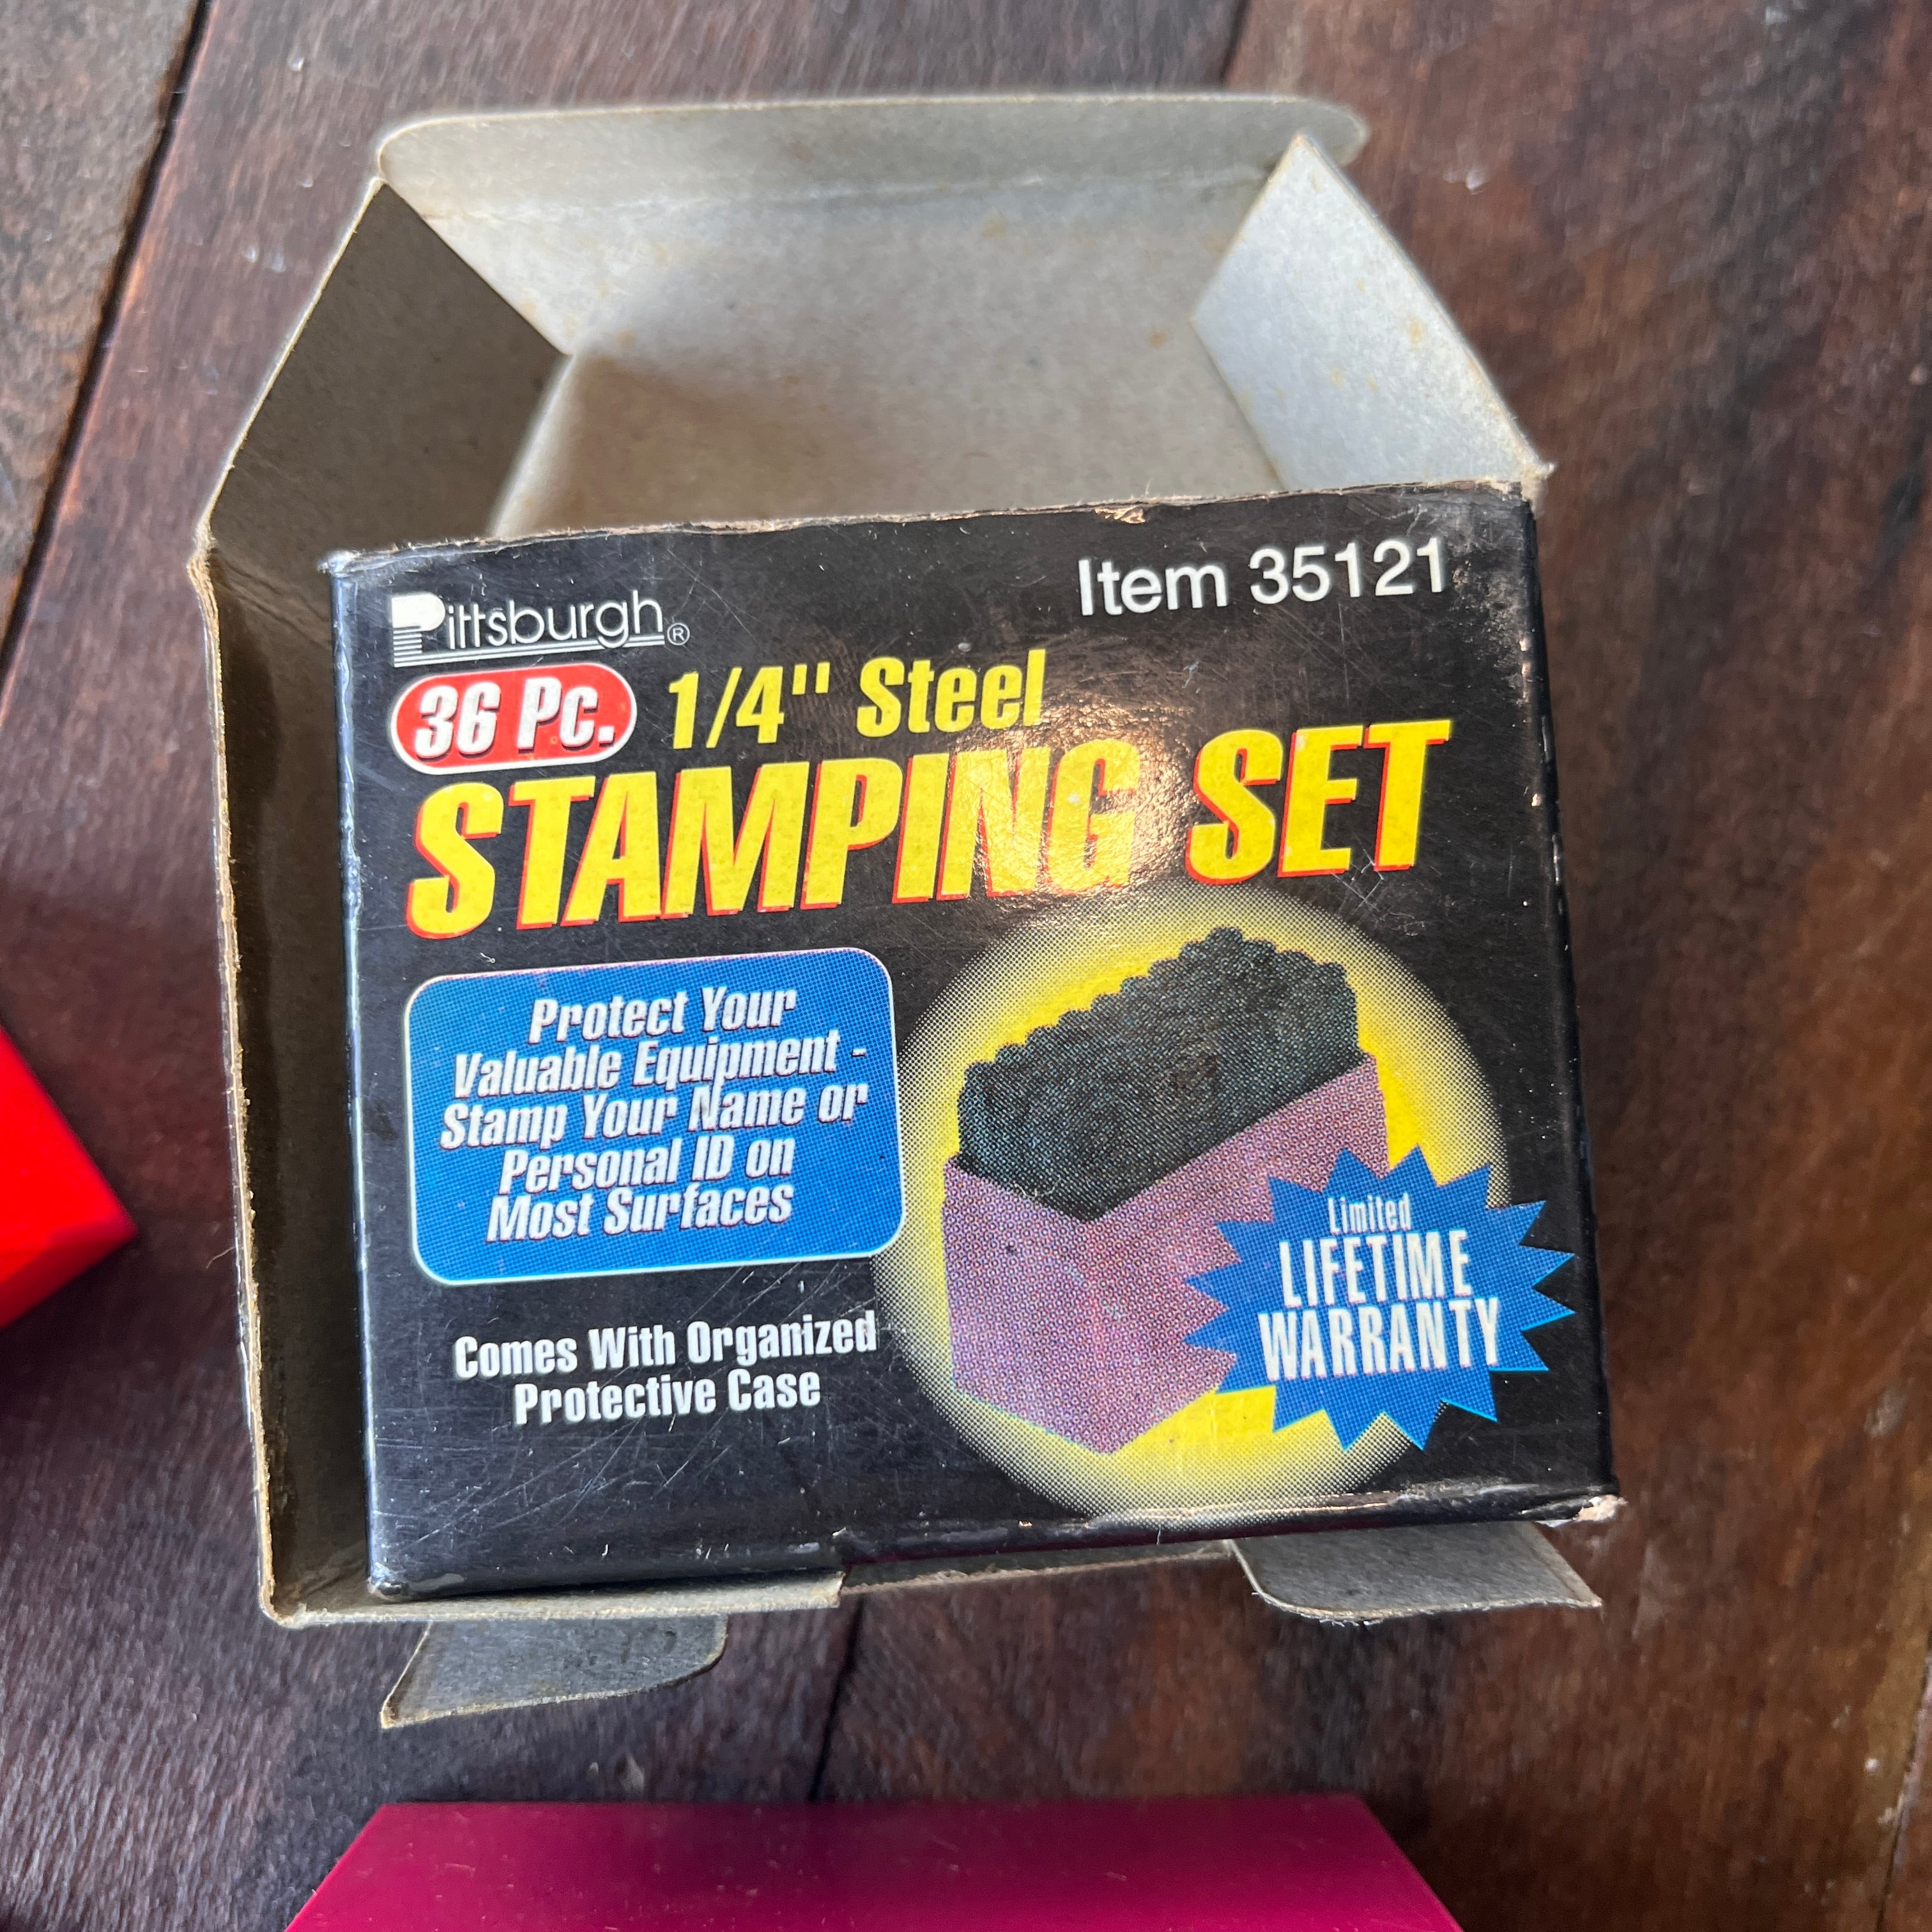 Pittsburgh®
Item 35121
36 Pc. 1/4" Steel
STAMPING SET
Protect Your
Valuable Equipment -
Stamp Your Name or
Personal ID on
Most Surfaces
Comes With Organized
Protective Case
Limited
LIFETIME
WARRANTY